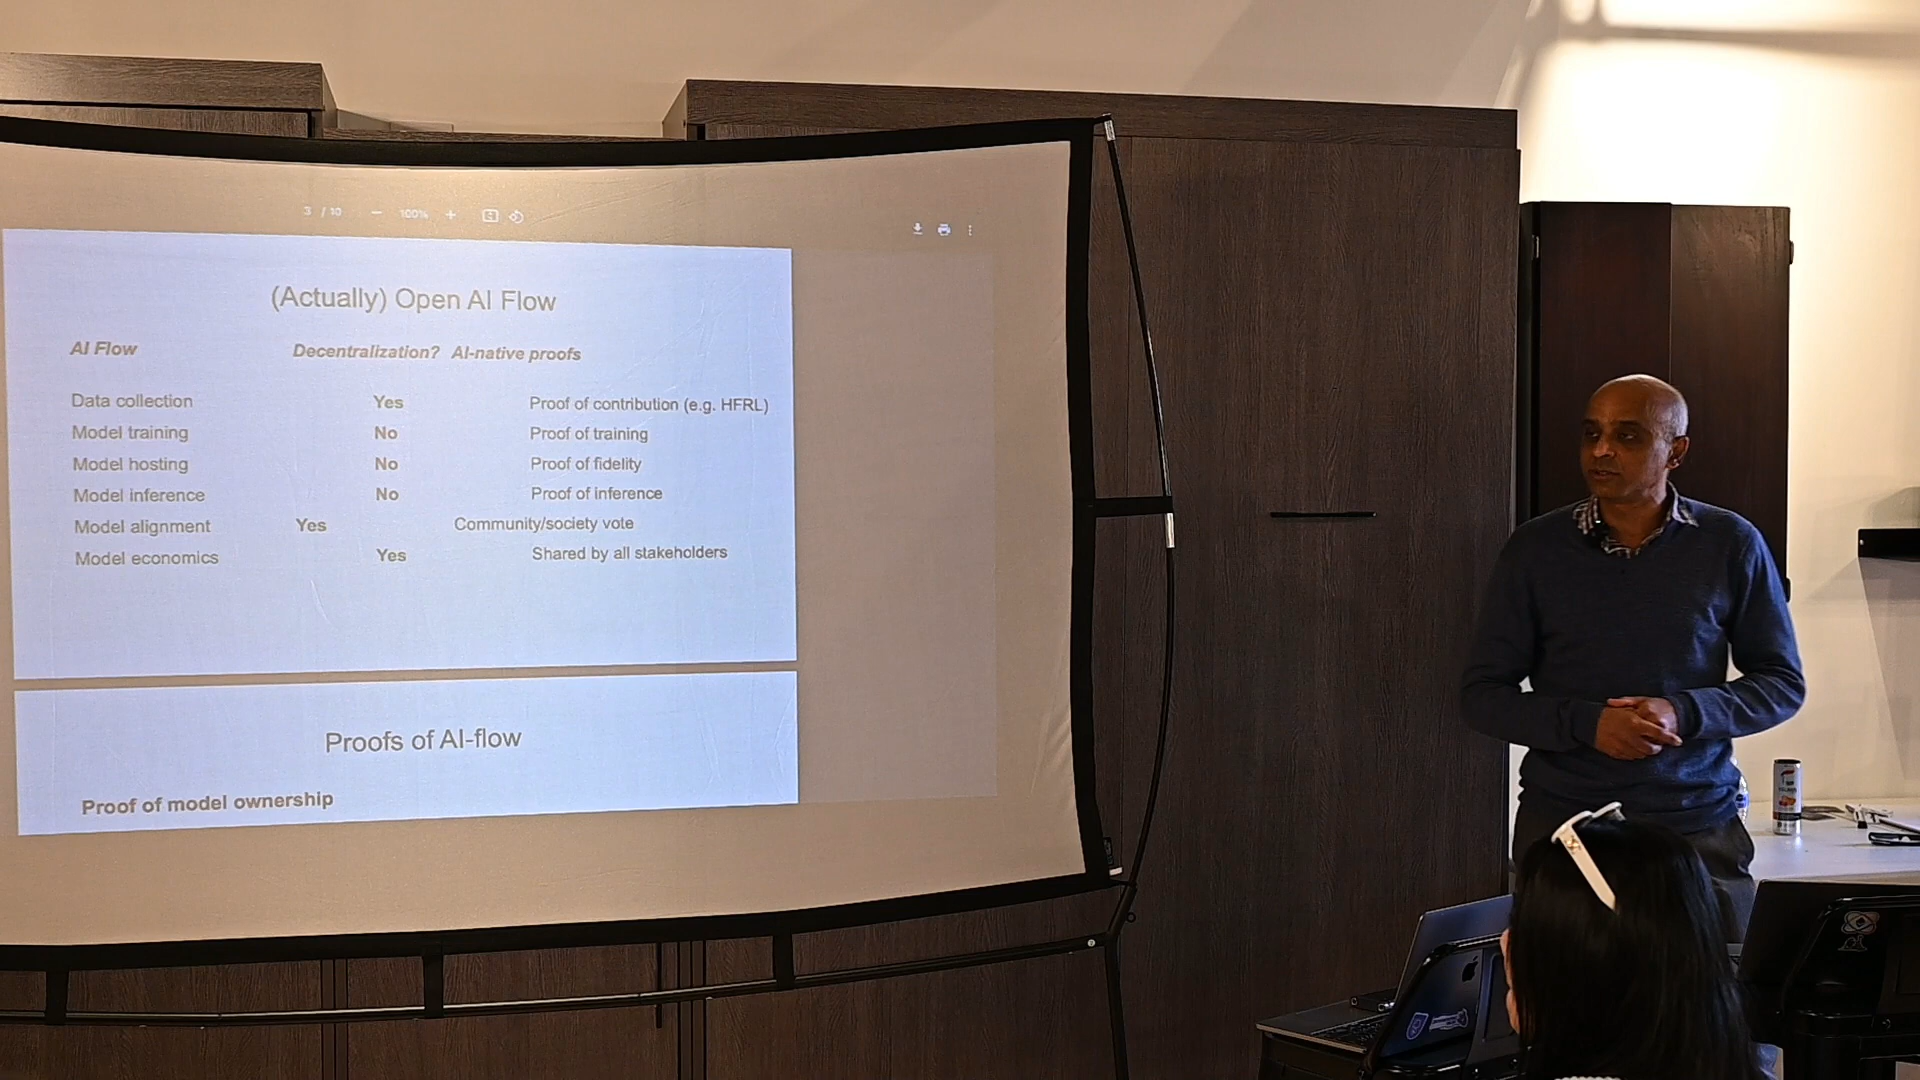 3 / 10 — 100% +
(Actually) Open AI Flow
AI Flow Decentralization? AI-native proofs
Data collection Yes Proof of contribution (e.g. HFRL)
Model training No Proof of training
Model hosting No Proof of fidelity
Model inference No Proof of inference
Model alignment Yes Community/society vote
Model economics Yes Shared by all stakeholders
Proofs of AI-flow
Proof of model ownership